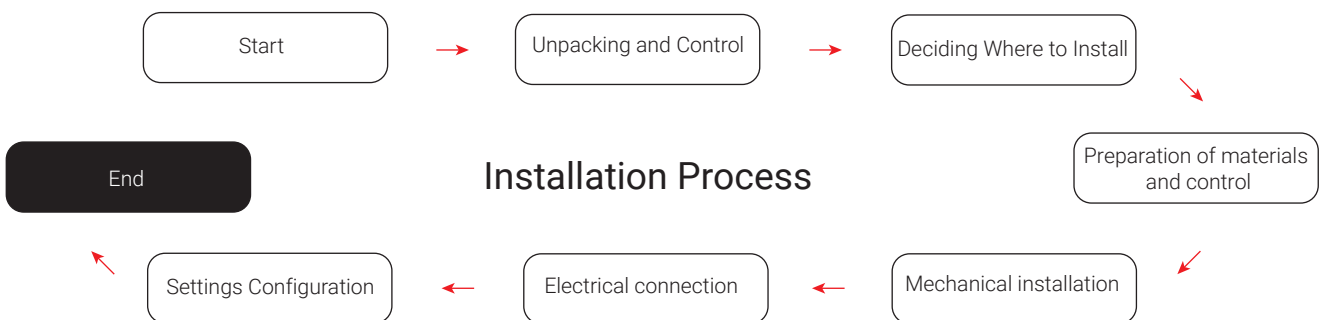 Start
Unpacking and Control
Deciding Where to Install
Preparation of materials
and control
Installation Process
End
Mechanical installation
Electrical connection
Settings Configuration